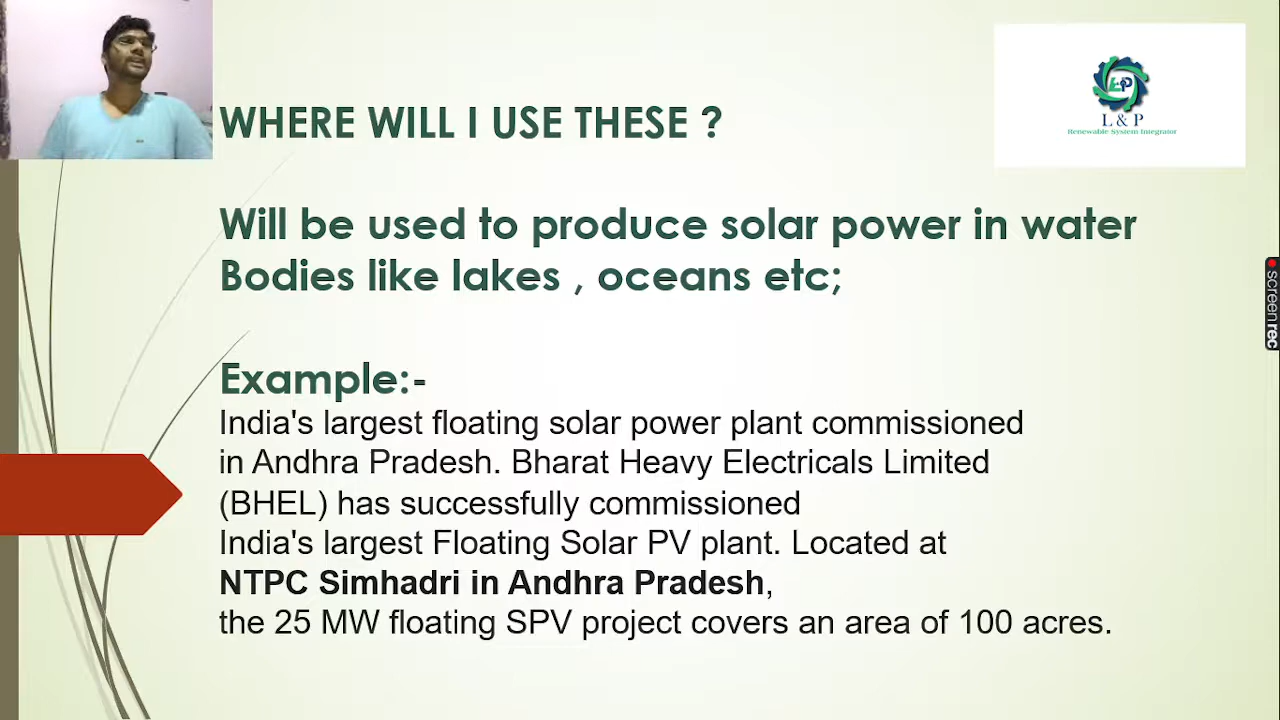 WHERE WILL I USE THESE ?
L&P
L & P
Renewable System Integrator
Will be used to produce solar power in water
Bodies like lakes , oceans etc;
Example:-
India's largest floating solar power plant commissioned
in Andhra Pradesh. Bharat Heavy Electricals Limited
(BHEL) has successfully commissioned
India's largest Floating Solar PV plant. Located at
NTPC Simhadri in Andhra Pradesh,
the 25 MW floating SPV project covers an area of 100 acres.
screenrec